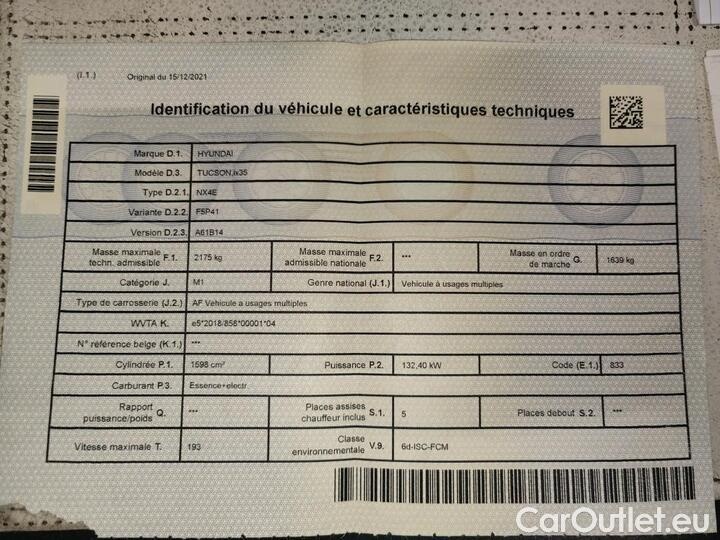 (I.1.) Original du 15/12/2021
Identification du véhicule et caractéristiques techniques
Marque D.1. HYUNDAI
Modèle D.3. TUCSON,ix35
Type D.2.1. NX4E
Variante D.2.2. F5P41
Version D.2.3. A61B14
Masse maximale techn. admissible F.1. 2175 kg Masse maximale admissible nationale F.2. *** Masse en ordre de marche G. 1639 kg
Catégorie J. M1 Genre national (J.1.) Véhicule à usages multiples
Type de carrosserie (J.2.) AF Véhicule à usages multiples
WVTA K. e5*2018/858*00001*04
N° référence belge (K.1.) ***
Cylindrée P.1. 1598 cm³ Puissance P.2. 132,40 kW Code (E.1.) 833
Carburant P.3. Essence+electr.
Rapport puissance/poids Q. *** Places assises chauffeur inclus S.1. 5 Places debout S.2. ***
Vitesse maximale T. 193 Classe environnementale V.9. 6d-ISC-FCM
CarOutlet.eu